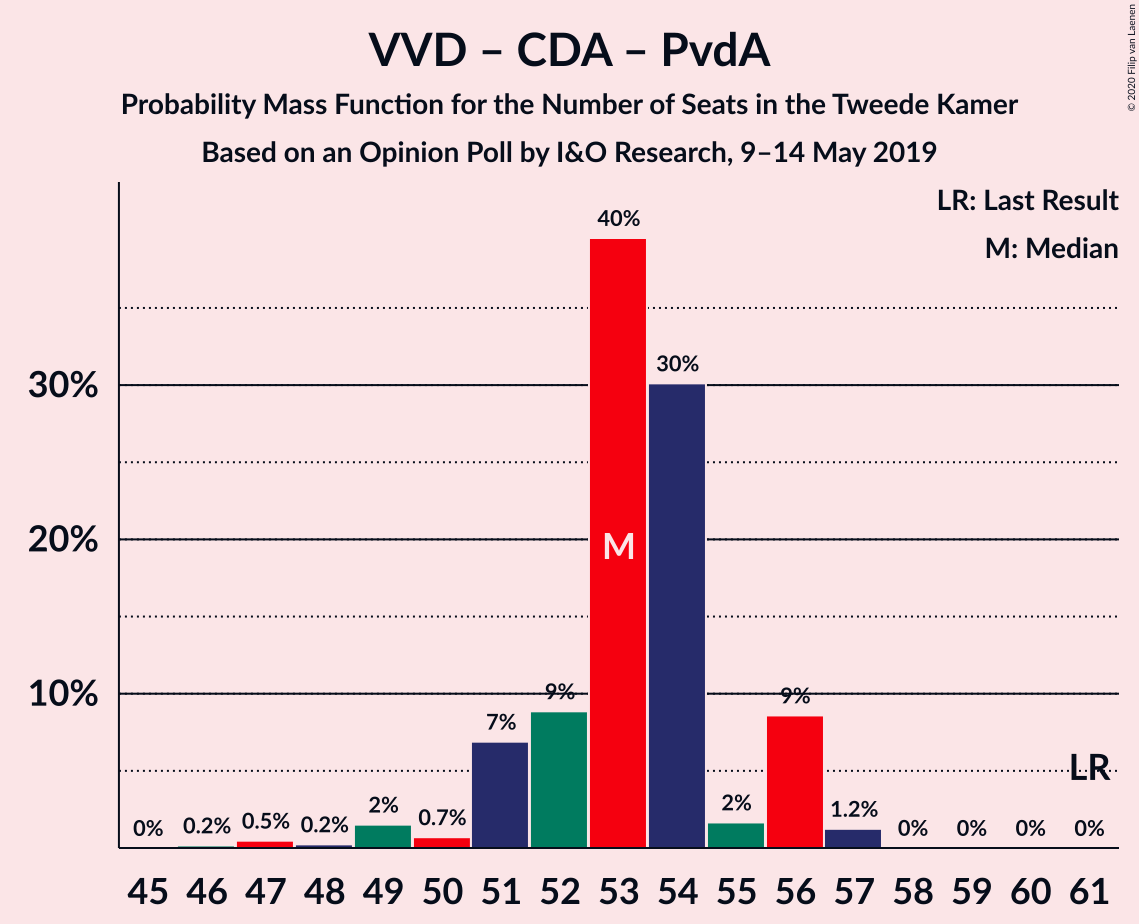 VVD – CDA – PvdA
Probability Mass Function for the Number of Seats in the Tweede Kamer
Based on an Opinion Poll by I&O Research, 9–14 May 2019
© 2020 Filip van Laenen
LR: Last Result
M: Median
40%
30%
30%
20%
M
10%
9%
9%
7%
LR
2%
2%
1.2%
0%
0.2%
0.5%
0.2%
0.7%
0%
0%
0%
0%
45 46 47 48 49 50 51 52 53 54 55 56 57 58 59 60 61